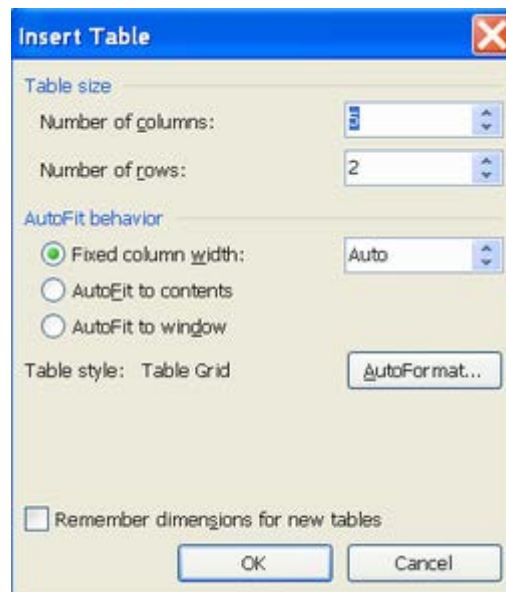 Insert Table
Table size
Number of columns: 5
Number of rows: 2
AutoFit behavior
Fixed column width: Auto
AutoFit to contents
AutoFit to window
Table style: Table Grid AutoFormat...
Remember dimensions for new tables
OK Cancel